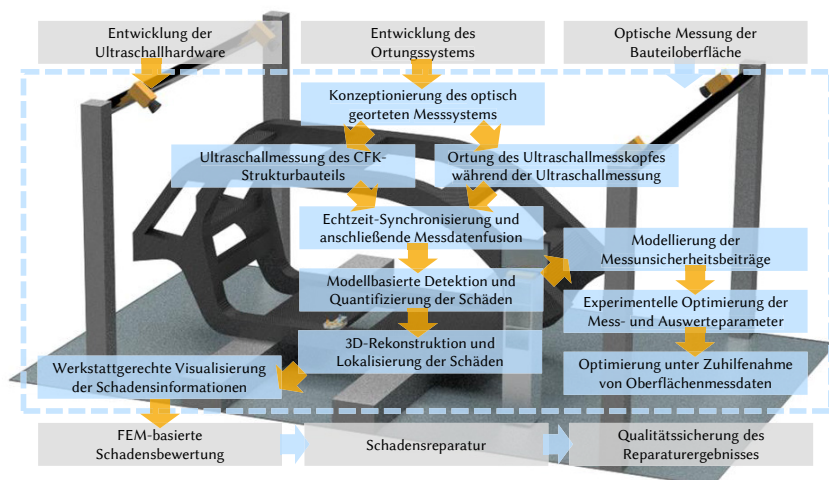 Entwicklung der
Ultraschallhardware
Entwicklung des
Ortungssystems
Optische Messung der
Bauteiloberfläche
Konzeptionierung des optisch
georteten Messsystems
Ultraschallmessung des CFK-
Strukturbauteils
Ortung des Ultraschallmesskopfes
während der Ultraschallmessung
Echtzeit-Synchronisierung und
anschließende Messdatenfusion
Modellierung der
Messunsicherheitsbeiträge
Modellbasierte Detektion und
Quantifizierung der Schäden
Experimentelle Optimierung der
Mess- und Auswerteparameter
3D-Rekonstruktion und
Lokalisierung der Schäden
Werkstattgerechte Visualisierung
der Schadensinformationen
Optimierung unter Zuhilfenahme
von Oberflächenmessdaten
FEM-basierte
Schadensbewertung
Schadensreparatur
Qualitätssicherung des
Reparaturergebnisses